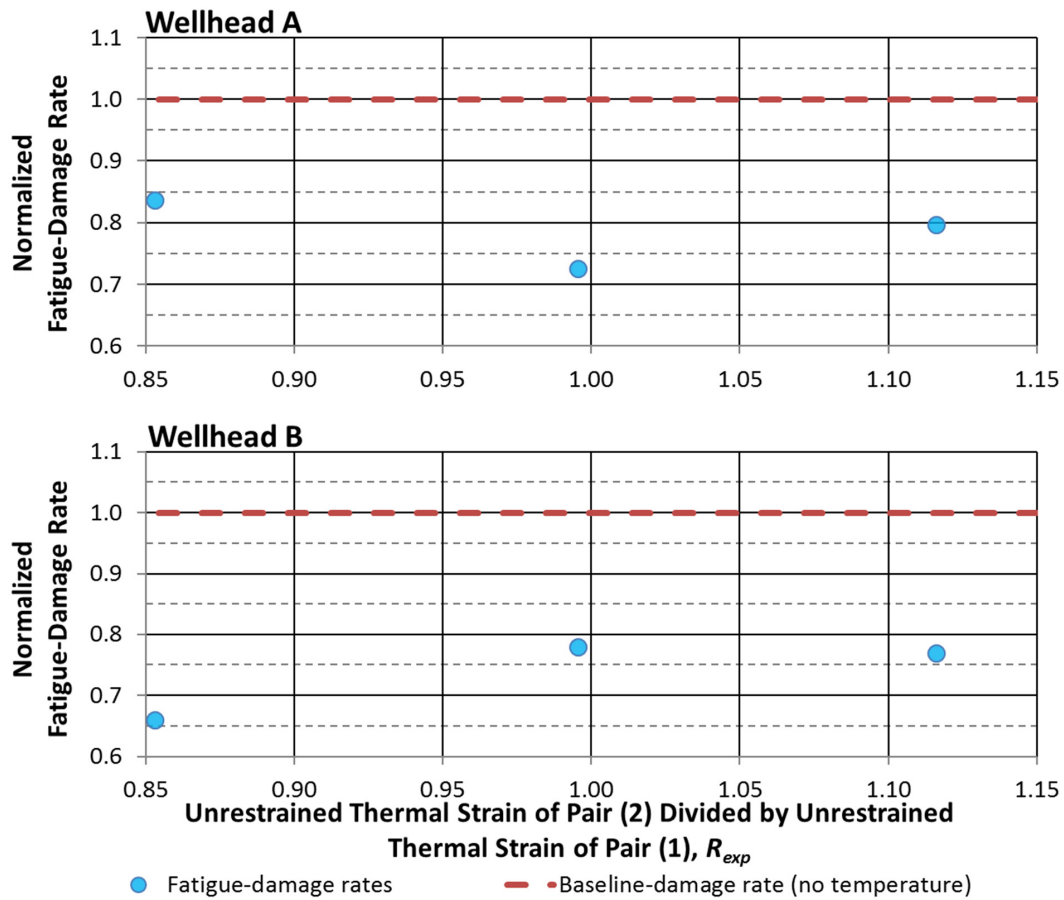 Wellhead A
Normalized
Fatigue-Damage Rate
1.1
1.0
0.9
0.8
0.7
0.6
0.85 0.90 0.95 1.00 1.05 1.10 1.15
Wellhead B
Normalized
Fatigue-Damage Rate
1.1
1.0
0.9
0.8
0.7
0.6
0.85 0.90 0.95 1.00 1.05 1.10 1.15
Unrestrained Thermal Strain of Pair (2) Divided by Unrestrained
Thermal Strain of Pair (1), Rexp
Fatigue-damage rates Baseline-damage rate (no temperature)